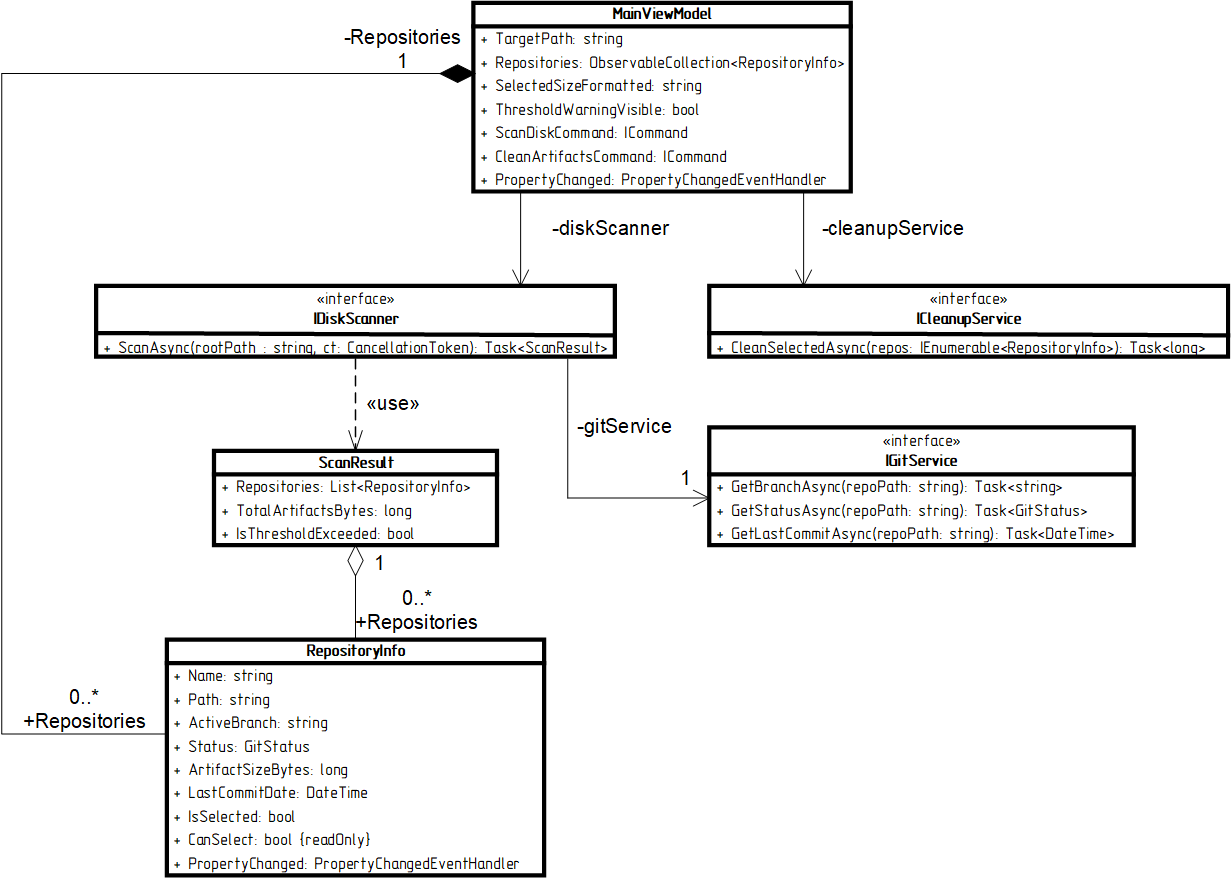 MainViewModel
-Repositories
1
+ TargetPath: string
+ Repositories: ObservableCollection<RepositoryInfo>
+ SelectedSizeFormatted: string
+ ThresholdWarningVisible: bool
+ ScanDiskCommand: ICommand
+ CleanArtifactsCommand: ICommand
+ PropertyChanged: PropertyChangedEventHandler
-diskScanner
-cleanupService
«interface»
IDiskScanner
+ ScanAsync(rootPath : string, ct: CancellationToken): Task<ScanResult>
«interface»
ICleanupService
+ CleanSelectedAsync(repos: IEnumerable<RepositoryInfo>): Task<long>
«use»
-gitService
1
«interface»
IGitService
+ GetBranchAsync(repoPath: string): Task<string>
+ GetStatusAsync(repoPath: string): Task<GitStatus>
+ GetLastCommitAsync(repoPath: string): Task<DateTime>
ScanResult
+ Repositories: List<RepositoryInfo>
+ TotalArtifactsBytes: long
+ IsThresholdExceeded: bool
1
0..*
+Repositories
RepositoryInfo
+ Name: string
+ Path: string
+ ActiveBranch: string
+ Status: GitStatus
+ ArtifactSizeBytes: long
+ LastCommitDate: DateTime
+ IsSelected: bool
+ CanSelect: bool {readOnly}
+ PropertyChanged: PropertyChangedEventHandler
0..*
+Repositories